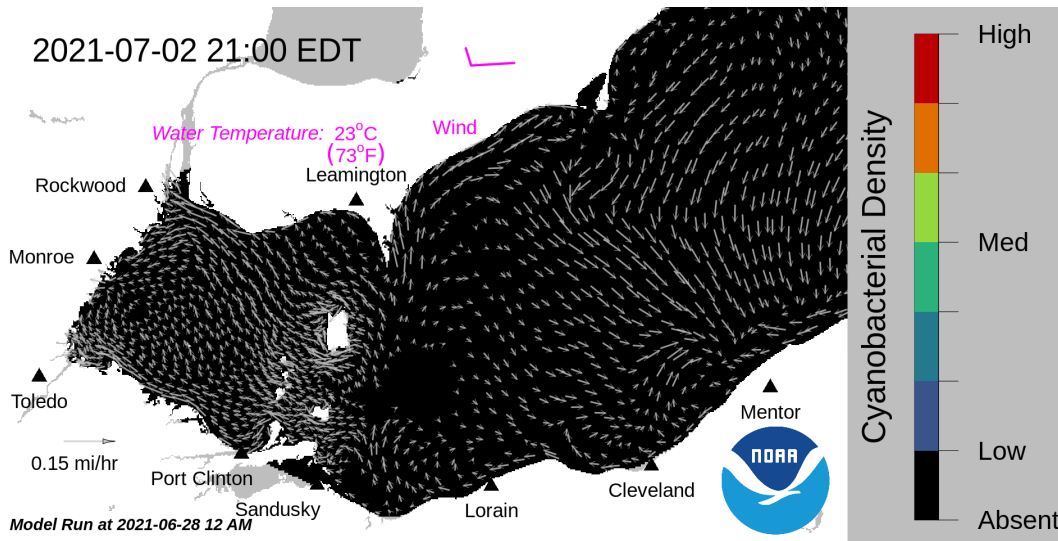 2021-07-02 21:00 EDT
High
Water Temperature: 23°C
(73°F)
Wind
Leamington
Rockwood
Monroe
Med
Cyanobacterial Density
Toledo
Mentor
0.15 mi/hr
NOAA
Port Clinton
Low
Sandusky
Lorain
Cleveland
Model Run at 2021-06-28 12 AM
Absent